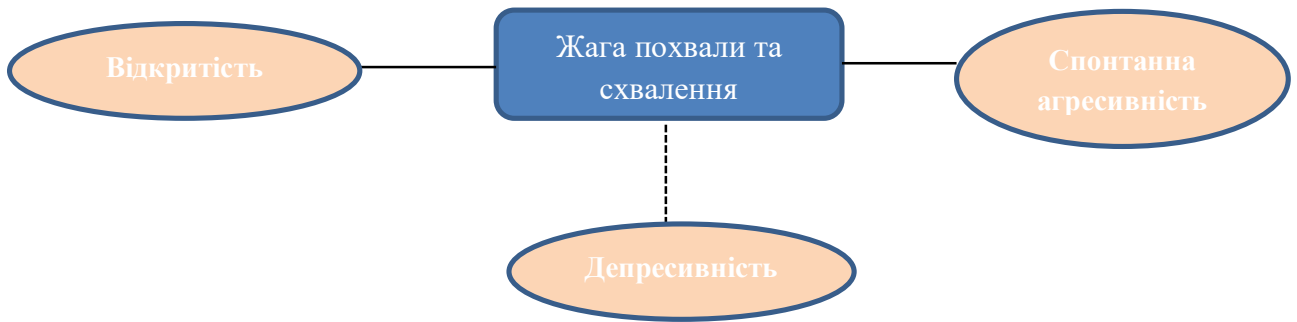 Відкритість
Жага похвали та
схвалення
Спонтанна
агресивність
Депресивність